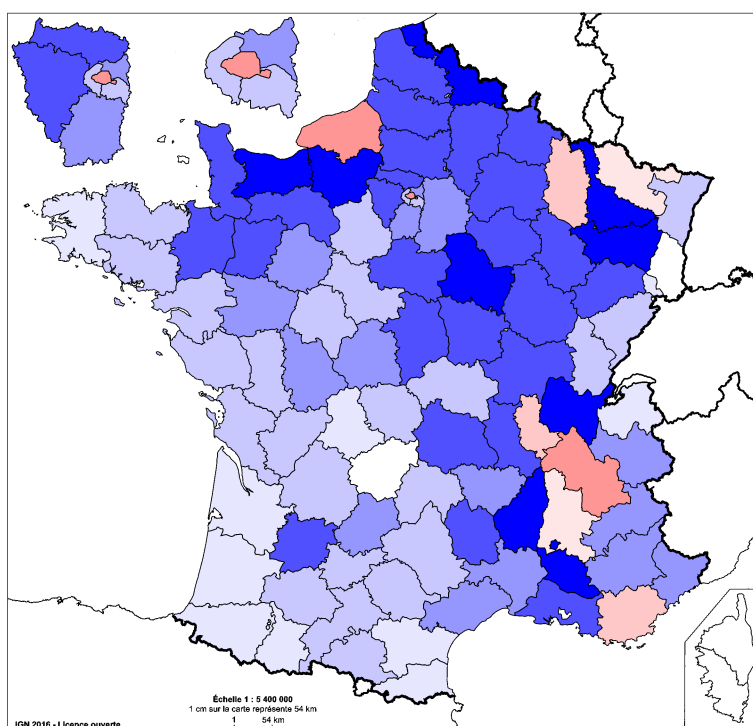 Échelle 1 : 5 400 000
1 cm sur la carte représente 54 km
1 54 km
IGN 2016 - Licence ouverte